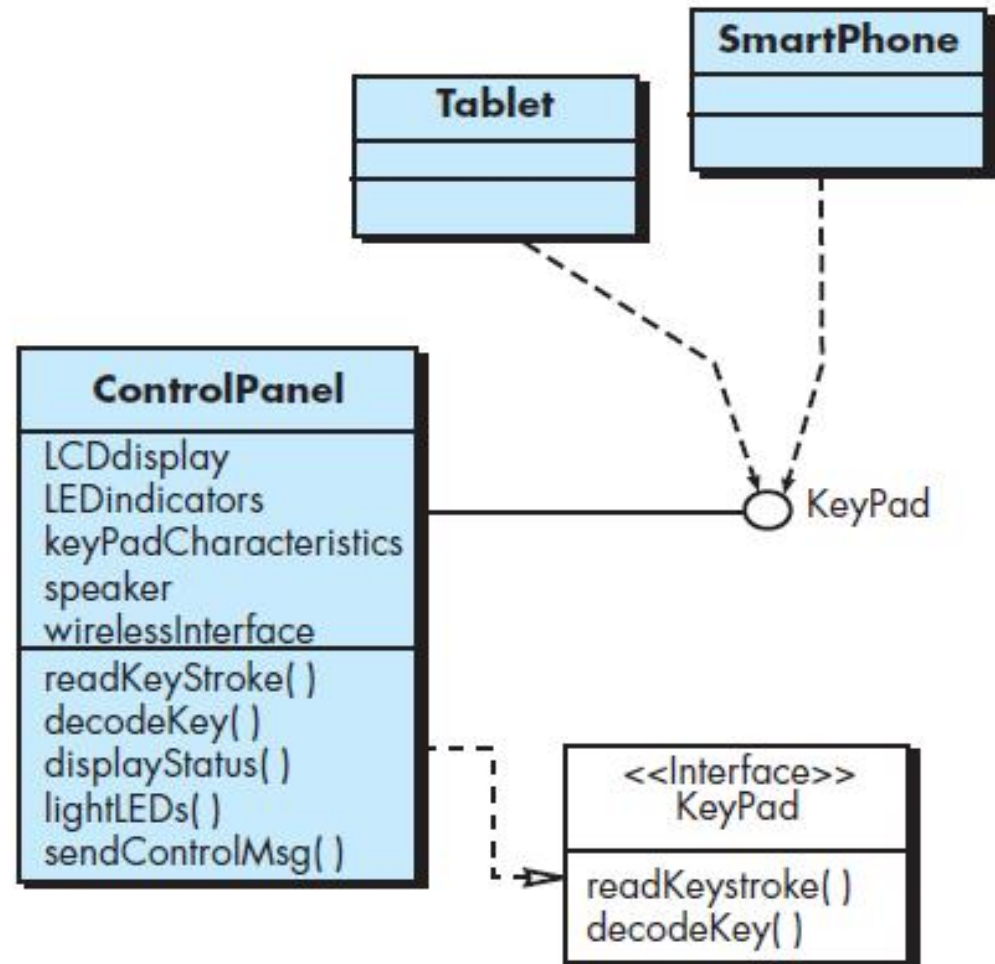 SmartPhone
Tablet
ControlPanel
LCDdisplay
LEDindicators
keyPadCharacteristics
speaker
wirelessInterface
readKeyStroke( )
decodeKey( )
displayStatus( )
lightLEDs( )
sendControlMsg( )
KeyPad
<<Interface>>
KeyPad
readKeystroke( )
decodeKey( )